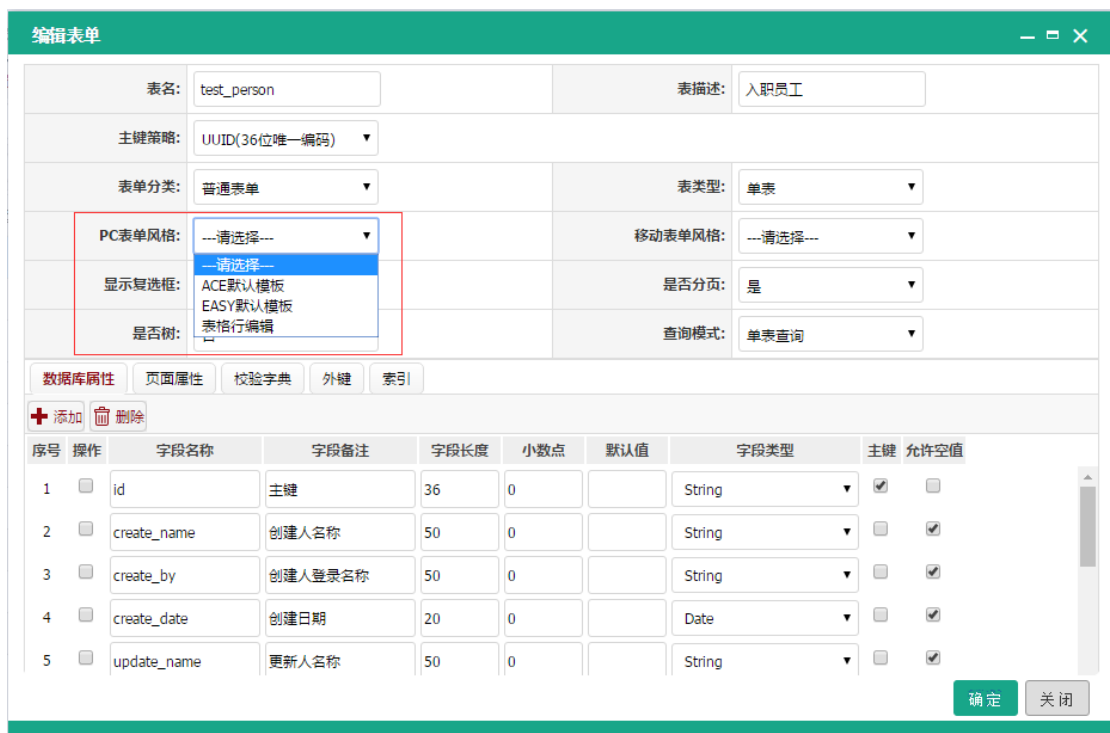 编辑表单
表名: test_person 表描述: 入职员工
主键策略: UUID(36位唯一编码)
表单分类: 普通表单 表类型: 单表
PC表单风格: ---请选择--- 移动表单风格: ---请选择---
---请选择---
显示复选框: ACE默认模板 是否分页: 是
EASY默认模板
是否树: 表格行编辑 查询模式: 单表查询
数据库属性 页面属性 校验字典 外键 索引
添加 删除
序号 操作 字段名称 字段备注 字段长度 小数点 默认值 字段类型 主键 允许空值
1 id 主键 36 0 String
2 create_name 创建人名称 50 0 String
3 create_by 创建人登录名称 50 0 String
4 create_date 创建日期 20 0 Date
5 update_name 更新人名称 50 0 String
确定 关闭